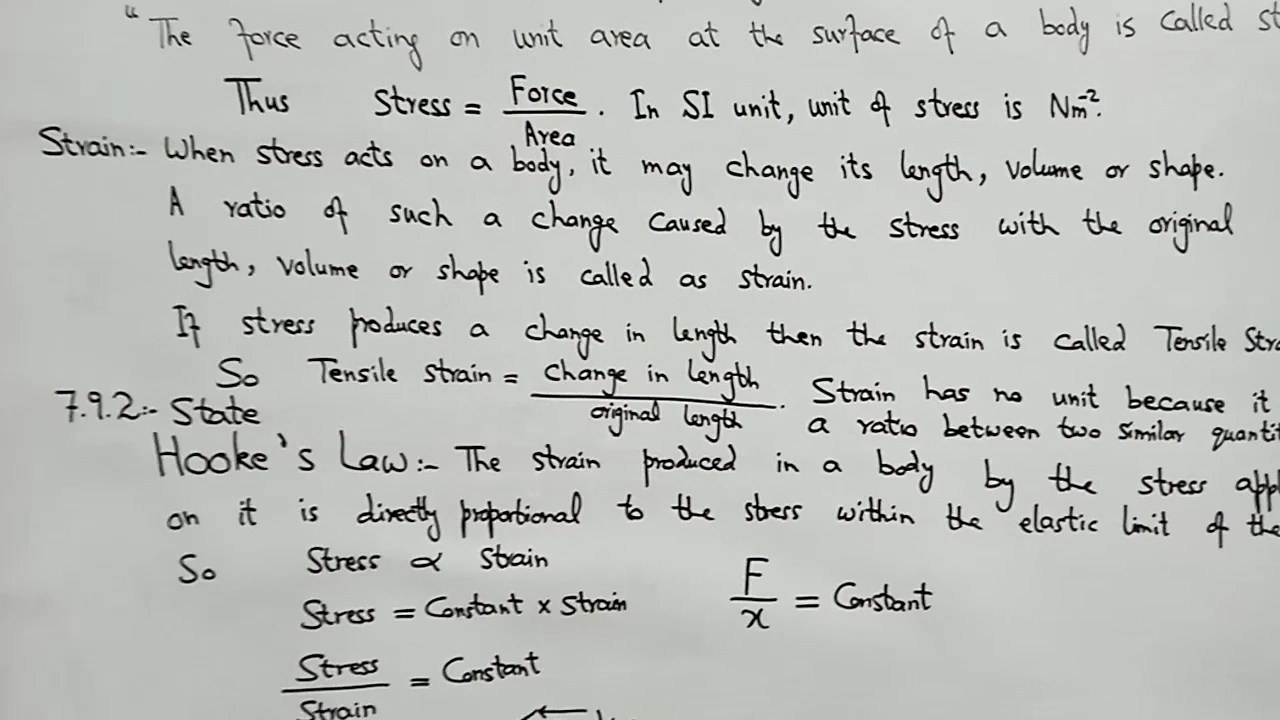 “The force acting on unit area at the surface of a body is called st
Thus Stress = Force / Area . In SI unit, unit of stress is Nm⁻².
Strain:- When stress acts on a body, it may change its length, volume or shape.
A ratio of such a change caused by the stress with the original
length, volume or shape is called as strain.
If stress produces a change in length then the strain is called Tensile Stra
So Tensile strain = change in length / original length . Strain has no unit because it
a ratio between two similar quantit
7.9.2:- State
Hooke's Law:- The strain produced in a body by the stress appl
on it is directly proportional to the stress within the elastic limit of the
So Stress ∝ Strain
Stress = Constant x Strain
F / x = Constant
Stress / Strain = Constant